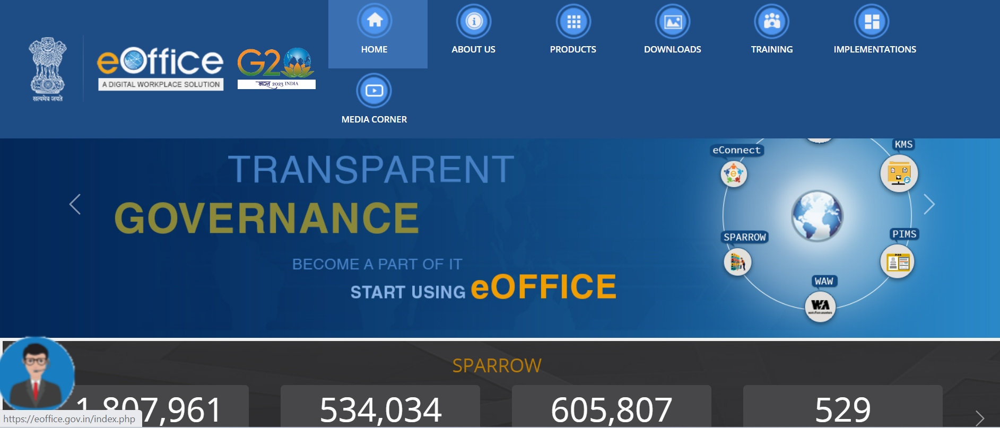 सत्यमेव जयते
eOffice
A DIGITAL WORKPLACE SOLUTION
G20
भारत 2023 INDIA
HOME
ABOUT US
PRODUCTS
DOWNLOADS
TRAINING
IMPLEMENTATIONS
MEDIA CORNER
TRANSPARENT
GOVERNANCE
BECOME A PART OF IT
START USING eOFFICE
eConnect
KMS
SPARROW
PIMS
WAW
SPARROW
1,807,961
534,034
605,807
529
https://eoffice.gov.in/index.php